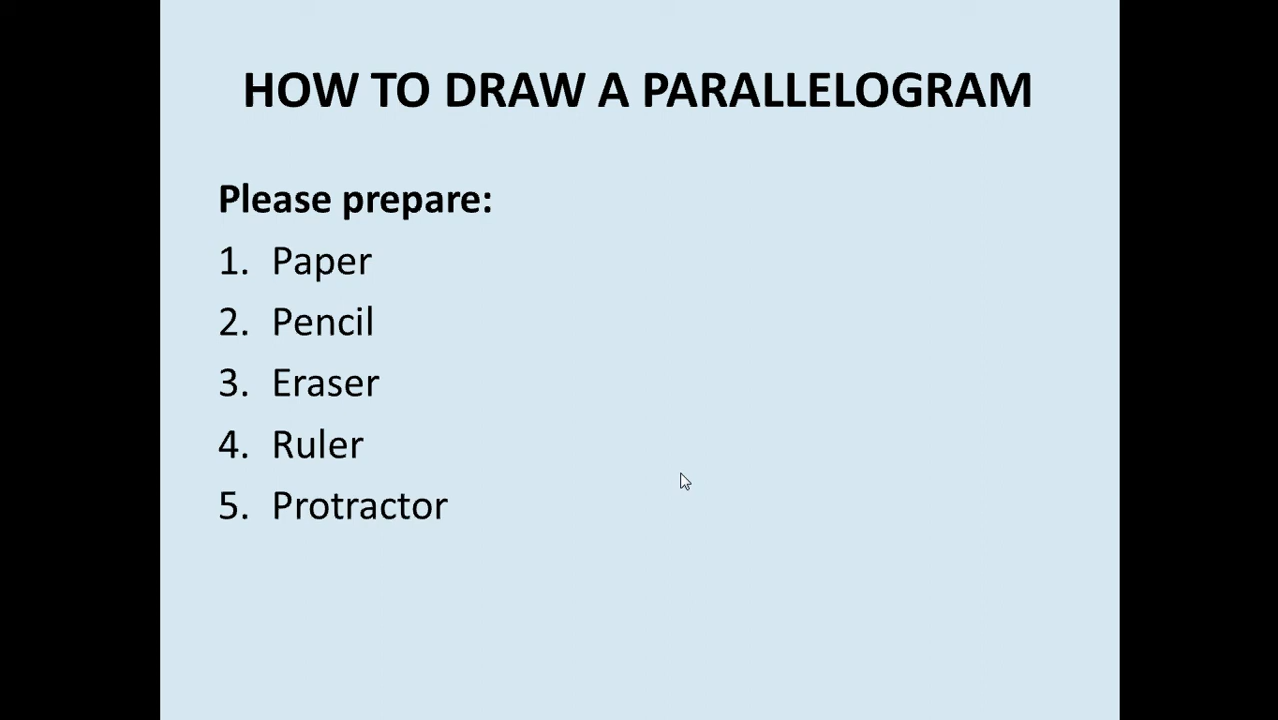 HOW TO DRAW A PARALLELOGRAM
Please prepare:
1. Paper
2. Pencil
3. Eraser
4. Ruler
5. Protractor